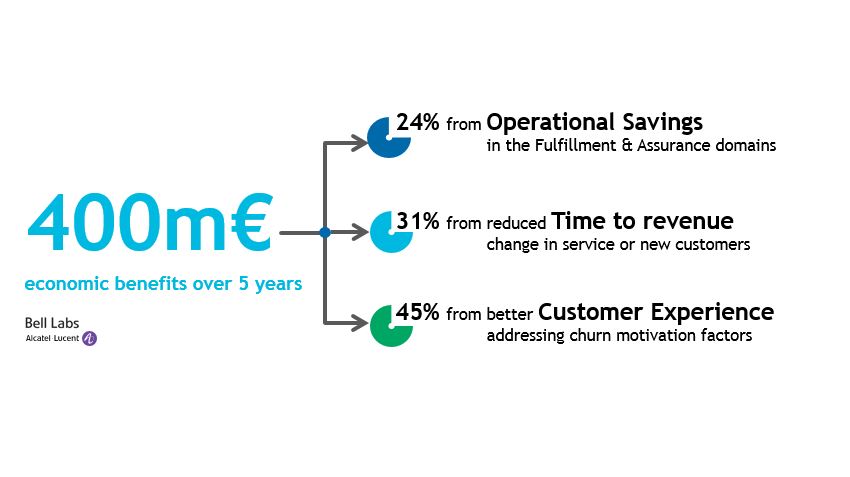 24% from Operational Savings
in the Fulfillment & Assurance domains
400m€
31% from reduced Time to revenue
change in service or new customers
economic benefits over 5 years
45% from better Customer Experience
addressing churn motivation factors
Bell Labs
Alcatel·Lucent